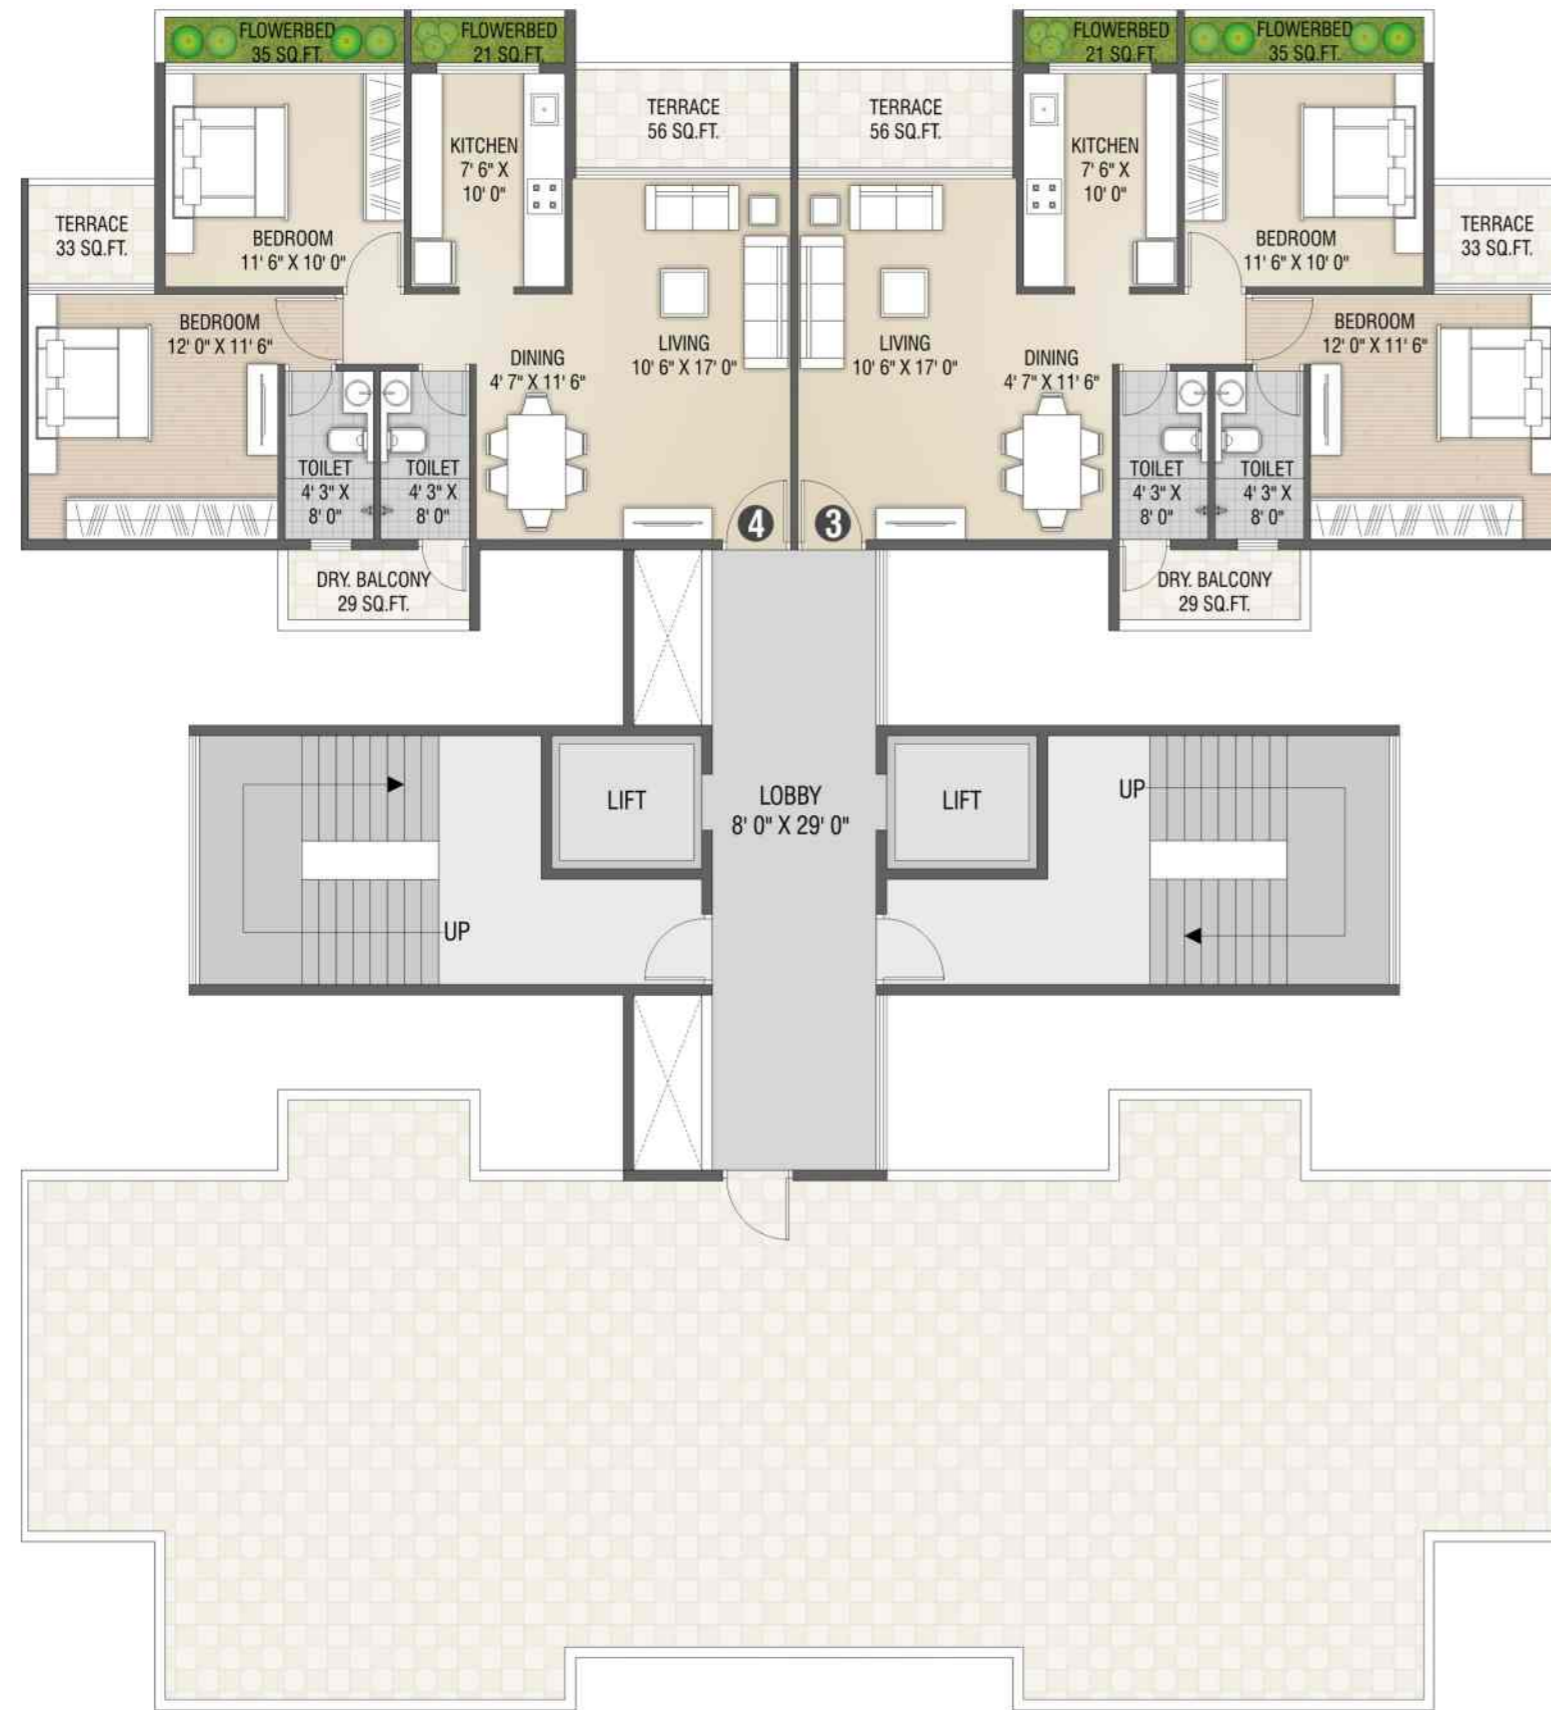 FLOWERBED
35 SQ.FT.
FLOWERBED
21 SQ.FT.
FLOWERBED
21 SQ.FT.
FLOWERBED
35 SQ.FT.
TERRACE
56 SQ.FT.
TERRACE
56 SQ.FT.
KITCHEN
7' 6" X
10' 0"
KITCHEN
7' 6" X
10' 0"
TERRACE
33 SQ.FT.
BEDROOM
11' 6" X 10' 0"
BEDROOM
11' 6" X 10' 0"
TERRACE
33 SQ.FT.
BEDROOM
12' 0" X 11' 6"
DINING
4' 7" X 11' 6"
LIVING
10' 6" X 17' 0"
LIVING
10' 6" X 17' 0"
DINING
4' 7" X 11' 6"
BEDROOM
12' 0" X 11' 6"
TOILET
4' 3" X
8' 0"
TOILET
4' 3" X
8' 0"
4
3
TOILET
4' 3" X
8' 0"
TOILET
4' 3" X
8' 0"
DRY. BALCONY
29 SQ.FT.
DRY. BALCONY
29 SQ.FT.
LIFT
LOBBY
8' 0" X 29' 0"
LIFT
UP
UP